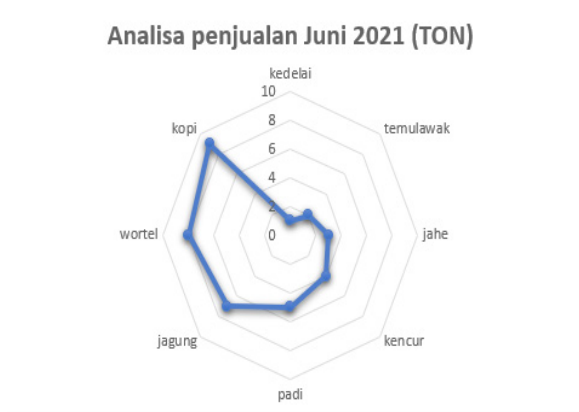 Analisa penjualan Juni 2021 (TON)
kedelai
10
kopi
8
temulawak
6
4
2
wortel
0
jahe
jagung
kencur
padi